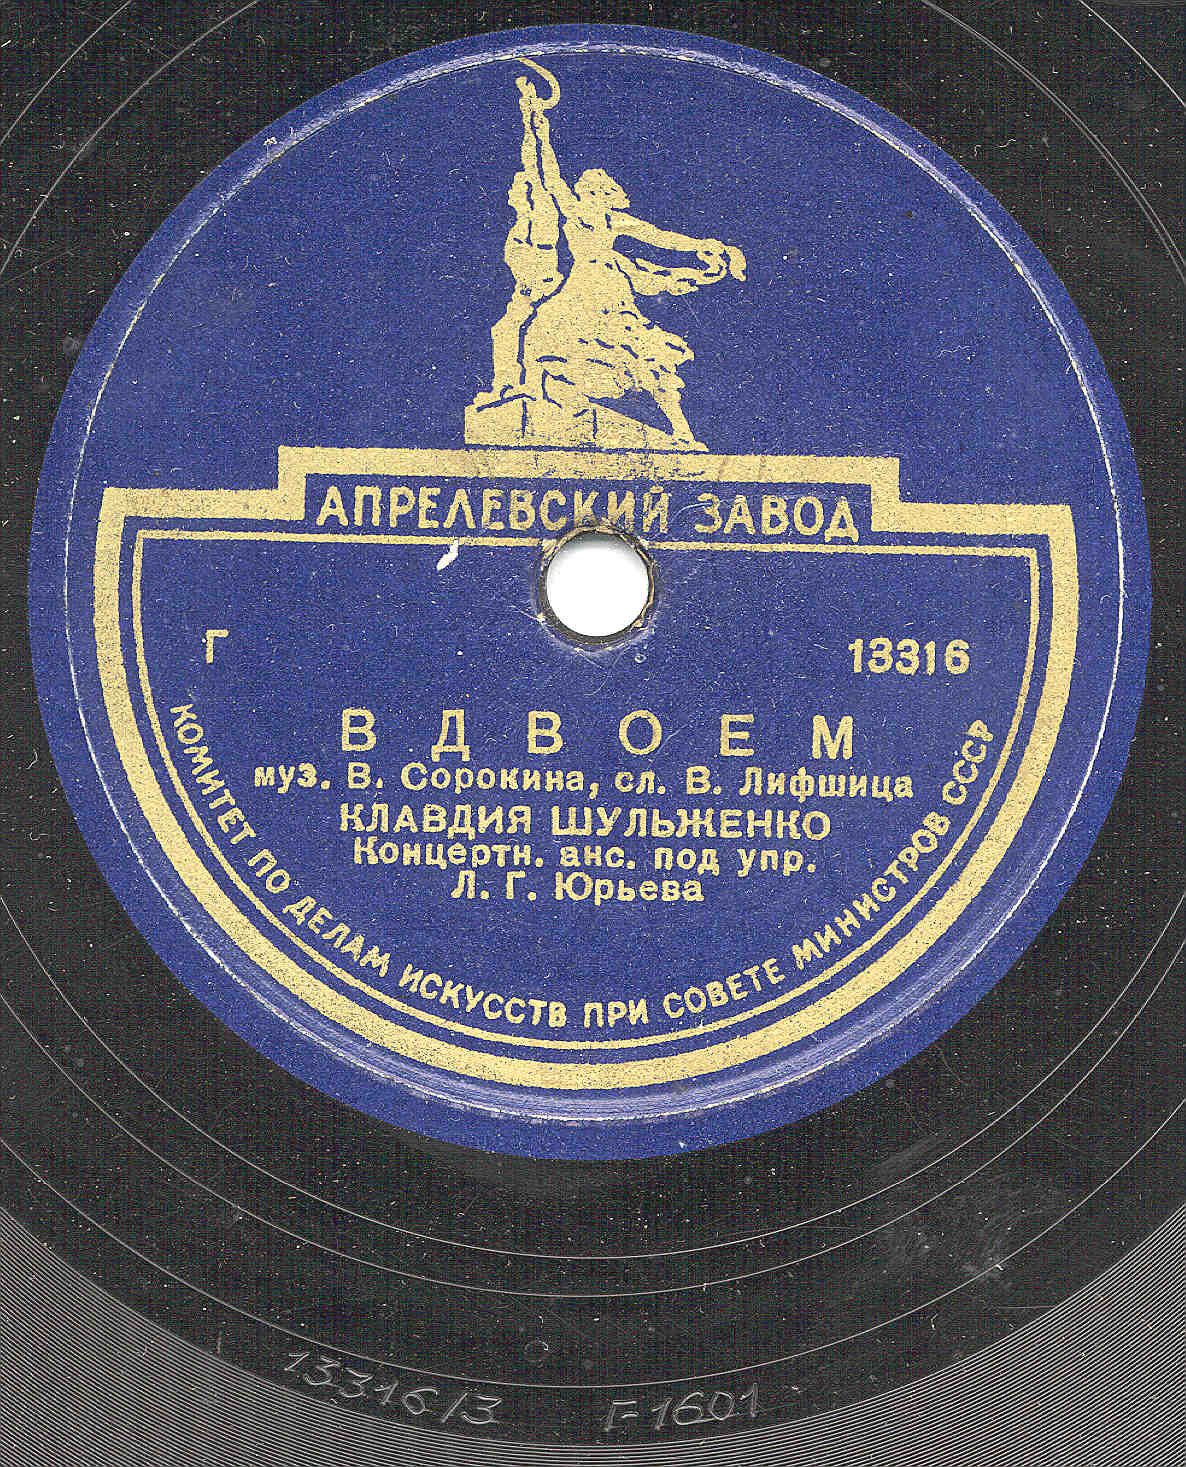 АПРЕЛЕВСКИЙ ЗАВОД
Г 13316
ВДВОЕМ
муз. В. Сорокина, сл. В. Лифшица
КЛАВДИЯ ШУЛЬЖЕНКО
Концертн. анс. под упр.
Л. Г. Юрьева
КОМИТЕТ ПО ДЕЛАМ ИСКУССТВ ПРИ СОВЕТЕ МИНИСТРОВ СССР
13316/3 Г-1601